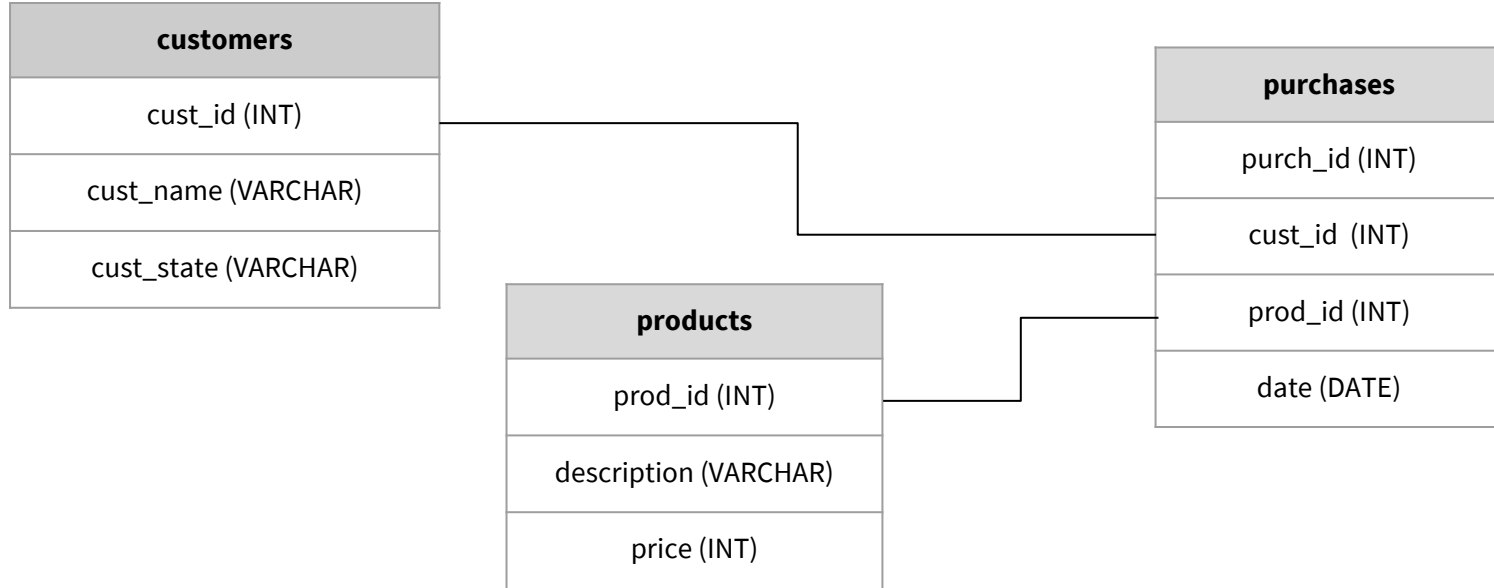 customers
cust_id (INT)
cust_name (VARCHAR)
cust_state (VARCHAR)
products
prod_id (INT)
description (VARCHAR)
price (INT)
purchases
purch_id (INT)
cust_id (INT)
prod_id (INT)
date (DATE)